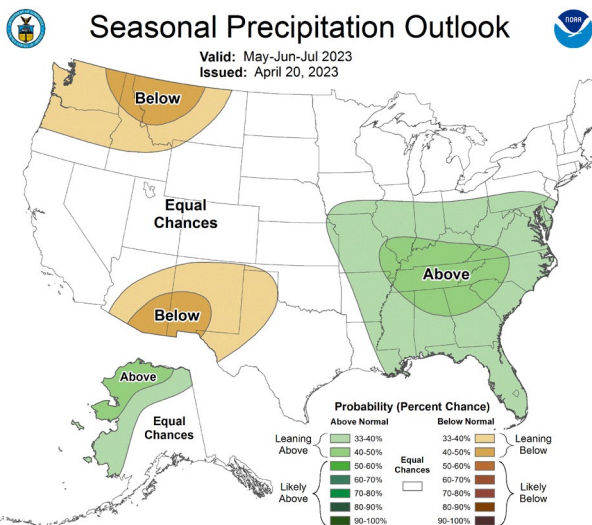 Seasonal Precipitation Outlook
NOAA
Valid: May-Jun-Jul 2023
Issued: April 20, 2023
Below
Equal
Chances
Above
Below
Above
Equal
Chances
Probability (Percent Chance)
Above Normal
Below Normal
Leaning
Above
33-40%
40-50%
Likely
Above
50-60%
60-70%
70-80%
80-90%
90-100%
Equal
Chances
33-40%
40-50%
Leaning
Below
50-60%
60-70%
70-80%
80-90%
90-100%
Likely
Below